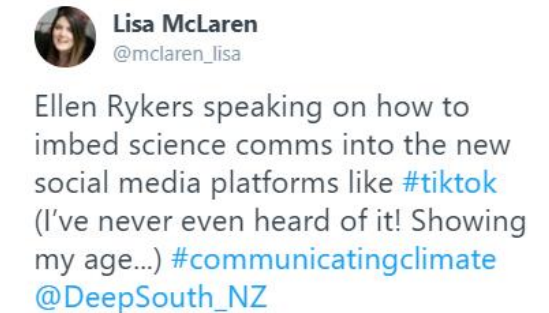 Lisa McLaren
@mclaren_lisa
Ellen Rykers speaking on how to
imbed science comms into the new
social media platforms like #tiktok
(I've never even heard of it! Showing
my age...) #communicatingclimate
@DeepSouth_NZ